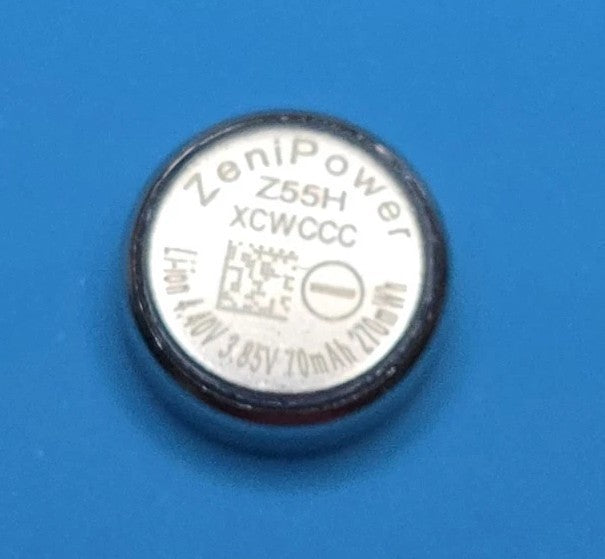 ZeniPower
Z55H
XCWCCC
Li-ion 4.40V 3.85V 70mAh 270mWh